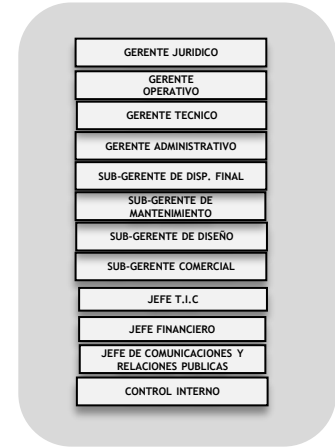 GERENTE JURIDICO
GERENTE
OPERATIVO
GERENTE TECNICO
GERENTE ADMINISTRATIVO
SUB-GERENTE DE DISP. FINAL
SUB-GERENTE DE
MANTENIMIENTO
SUB-GERENTE DE DISEÑO
SUB-GERENTE COMERCIAL
JEFE T.I.C
JEFE FINANCIERO
JEFE DE COMUNICACIONES Y
RELACIONES PUBLICAS
CONTROL INTERNO